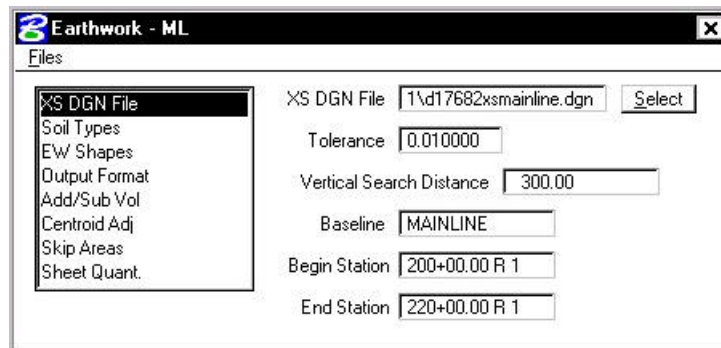 Earthwork - ML
Files
XS DGN File
Soil Types
EW Shapes
Output Format
Add/Sub Vol
Centroid Adj
Skip Areas
Sheet Quant.
XS DGN File 1\d17682xsmainline.dgn Select
Tolerance 0.010000
Vertical Search Distance 300.00
Baseline MAINLINE
Begin Station 200+00.00 R 1
End Station 220+00.00 R 1